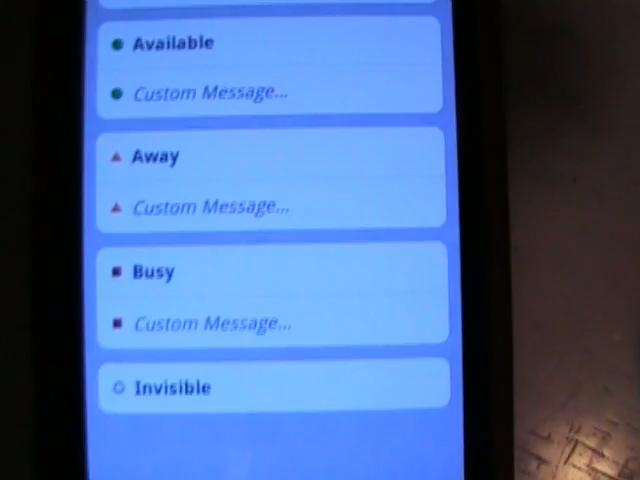 Available
Custom Message...
Away
Custom Message...
Busy
Custom Message...
Invisible